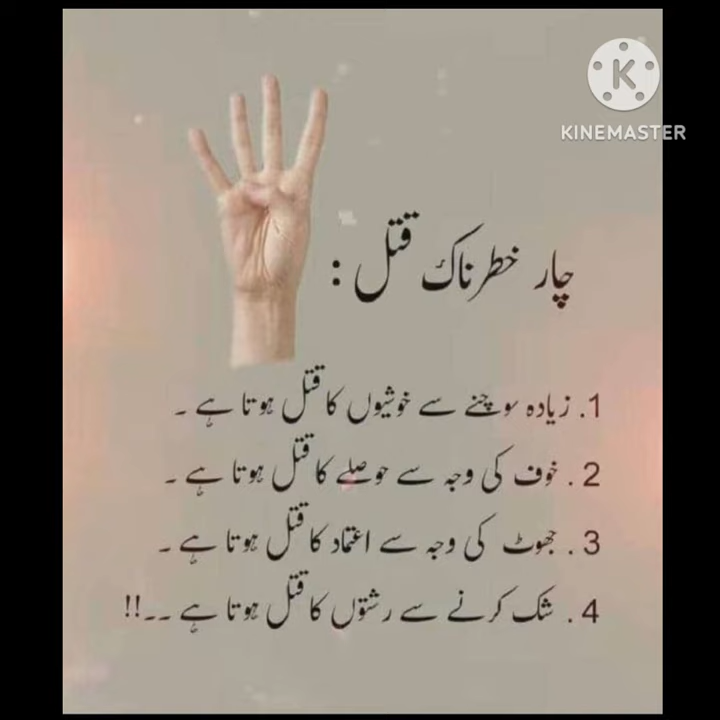 KINEMASTER
چار خطرناک قتل :
1. زیادہ سوچنے سے خوشیوں کا قتل ہوتا ہے ۔
2 . خوف کی وجہ سے حوصلے کا قتل ہوتا ہے ۔
3 . جھوٹ کی وجہ سے اعتماد کا قتل ہوتا ہے ۔
4 . شک کرنے سے رشتوں کا قتل ہوتا ہے ۔۔!!